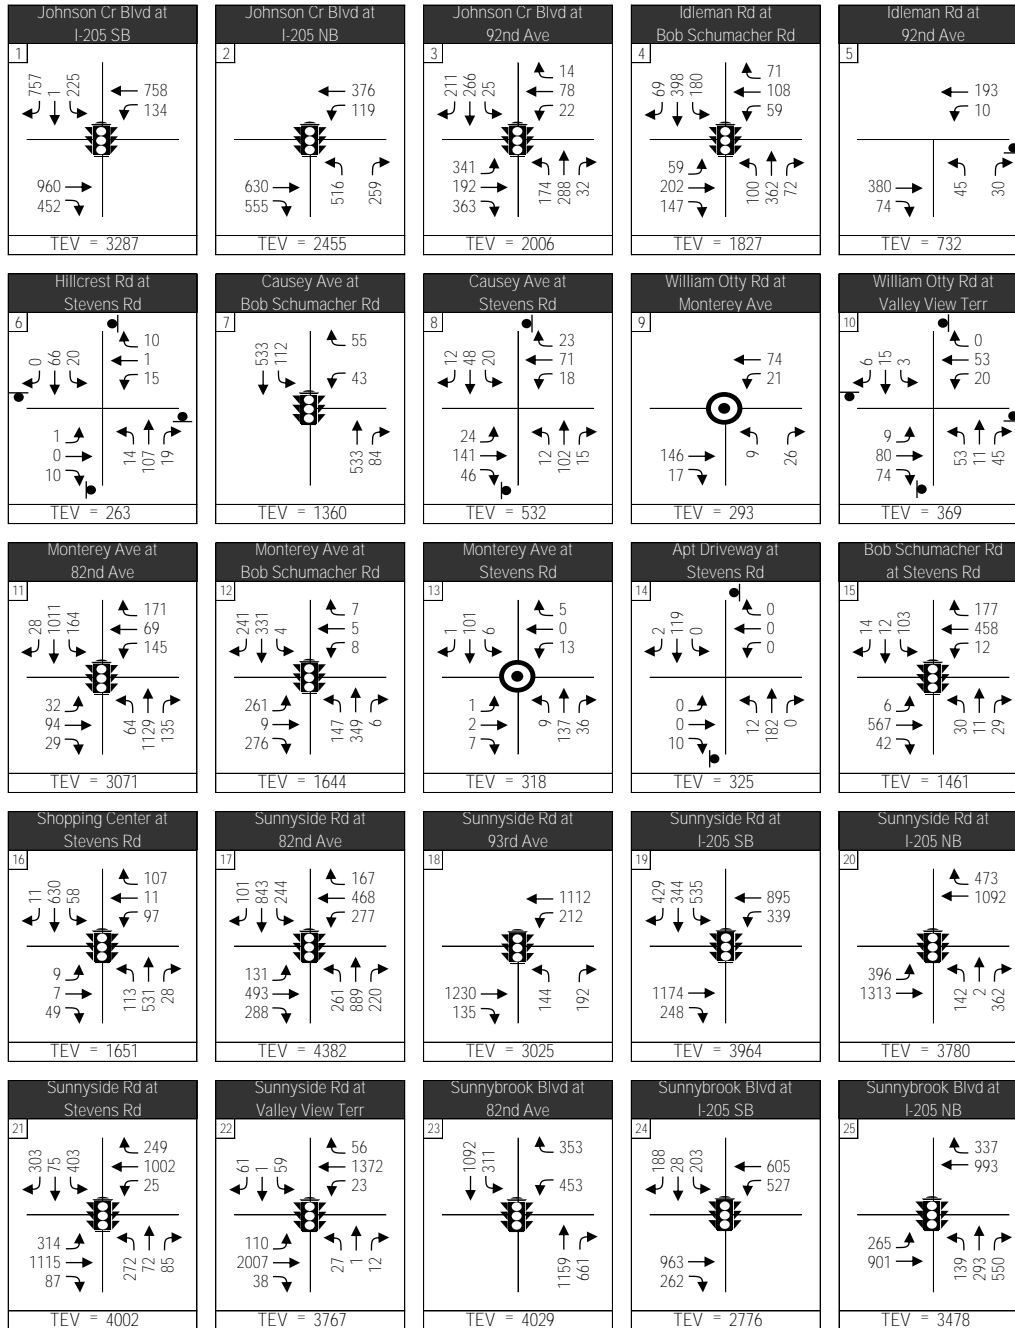 Johnson Cr Blvd at
I-205 SB
1
757 1 225
758
134
960
452
TEV = 3287
Johnson Cr Blvd at
I-205 NB
2
376
119
630
555
516 259
TEV = 2455
Johnson Cr Blvd at
92nd Ave
3
211 266 25
14
78
22
341
192
363
174 288 32
TEV = 2006
Idleman Rd at
Bob Schumacher Rd
4
69 398 180
71
108
59
59
202
147
100 362 72
TEV = 1827
Idleman Rd at
92nd Ave
5
193
10
380
74
45 30
TEV = 732
Hillcrest Rd at
Stevens Rd
6
0 66 20
10
1
15
1
0
10
14 107 19
TEV = 263
Causey Ave at
Bob Schumacher Rd
7
533 112
55
43
533 84
TEV = 1360
Causey Ave at
Stevens Rd
8
12 48 20
23
71
18
24
141
46
12 102 15
TEV = 532
William Otty Rd at
Monterey Ave
9
74
21
146
17
9 26
TEV = 293
William Otty Rd at
Valley View Terr
10
6 15 3
0
53
20
9
80
74
53 11 45
TEV = 369
Monterey Ave at
82nd Ave
11
28 1011 164
171
69
145
32
94
29
64 1129 135
TEV = 3071
Monterey Ave at
Bob Schumacher Rd
12
241 331 4
7
5
8
261
9
276
147 349 6
TEV = 1644
Monterey Ave at
Stevens Rd
13
1 101 6
5
0
13
1
2
7
9 137 36
TEV = 318
Apt Driveway at
Stevens Rd
14
2 119 0
0
0
0
0
0
10
12 182 0
TEV = 325
Bob Schumacher Rd
at Stevens Rd
15
14 12 103
177
458
12
6
567
42
30 11 29
TEV = 1461
Shopping Center at
Stevens Rd
16
11 630 58
107
11
97
9
7
49
113 531 28
TEV = 1651
Sunnyside Rd at
82nd Ave
17
101 843 244
167
468
277
131
493
288
261 889 220
TEV = 4382
Sunnyside Rd at
93rd Ave
18
1112
212
1230
135
144 192
TEV = 3025
Sunnyside Rd at
I-205 SB
19
429 344 535
895
339
1174
248
TEV = 3964
Sunnyside Rd at
I-205 NB
20
473
1092
396
1313
142 2 362
TEV = 3780
Sunnyside Rd at
Stevens Rd
21
303 75 403
249
1002
25
314
1115
87
272 72 85
TEV = 4002
Sunnyside Rd at
Valley View Terr
22
61 1 59
56
1372
23
110
2007
38
27 1 12
TEV = 3767
Sunnybrook Blvd at
82nd Ave
23
1092 311
353
453
1159 661
TEV = 4029
Sunnybrook Blvd at
I-205 SB
24
188 28 203
605
527
963
262
TEV = 2776
Sunnybrook Blvd at
I-205 NB
25
337
993
265
901
139 293 550
TEV = 3478